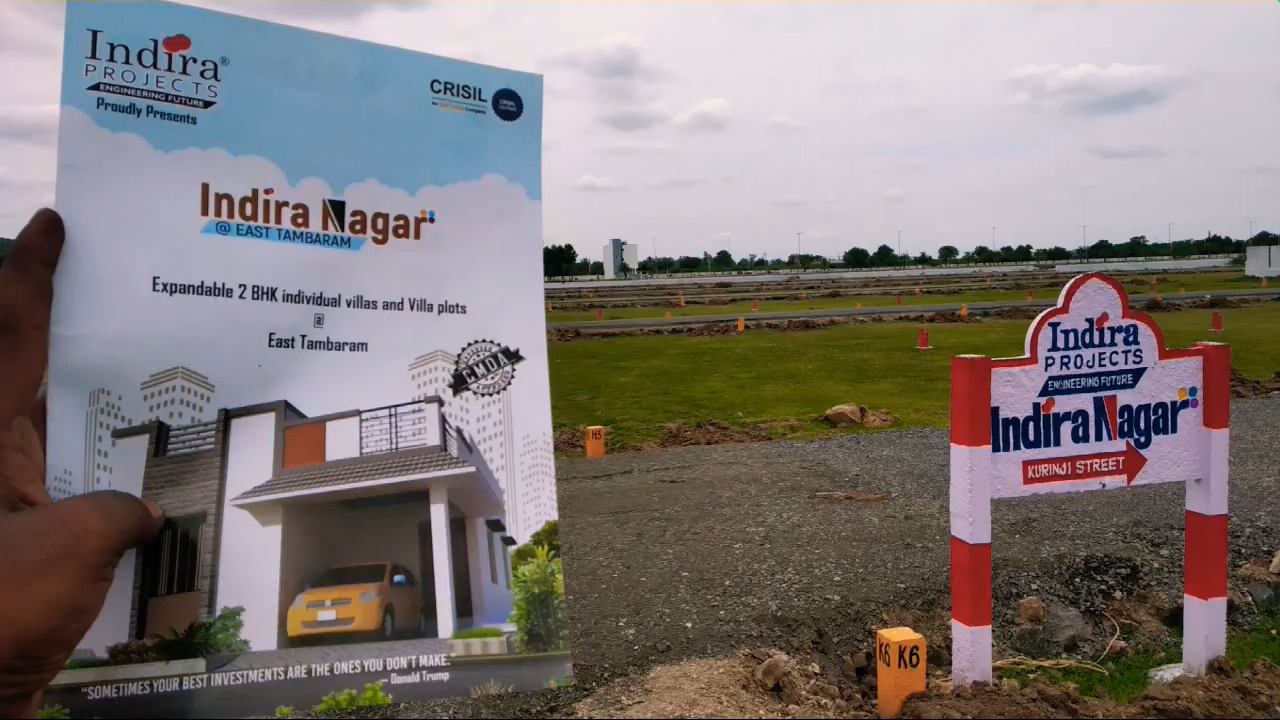 Indira®
PROJECTS
ENGINEERING FUTURE
Proudly Presents
CRISIL
Indira Nagar
@ EAST TAMBARAM
Expandable 2 BHK individual villas and Villa plots
@
East Tambaram
CMDA
"SOMETIMES YOUR BEST INVESTMENTS ARE THE ONES YOU DON'T MAKE."
– Donald Trump
H3
Indira
PROJECTS
ENGINEERING FUTURE
Indira Nagar
KURINJI STREET
K6 K6